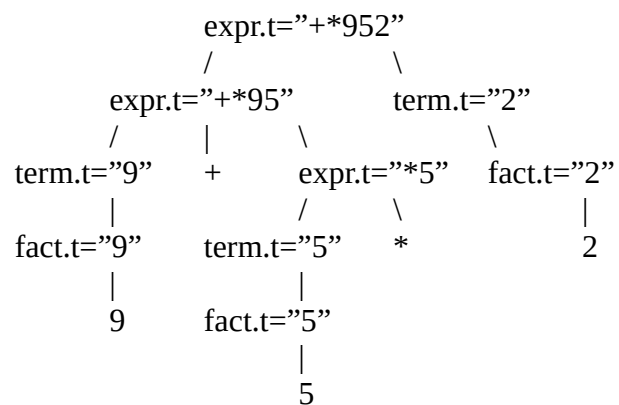 expr.t=”+*952”
/ \
expr.t=”+*95” term.t=”2”
/ | \ \
term.t=”9” + expr.t=”*5” fact.t=”2”
| / \ |
fact.t=”9” term.t=”5” * 2
| |
9 fact.t=”5”
|
5